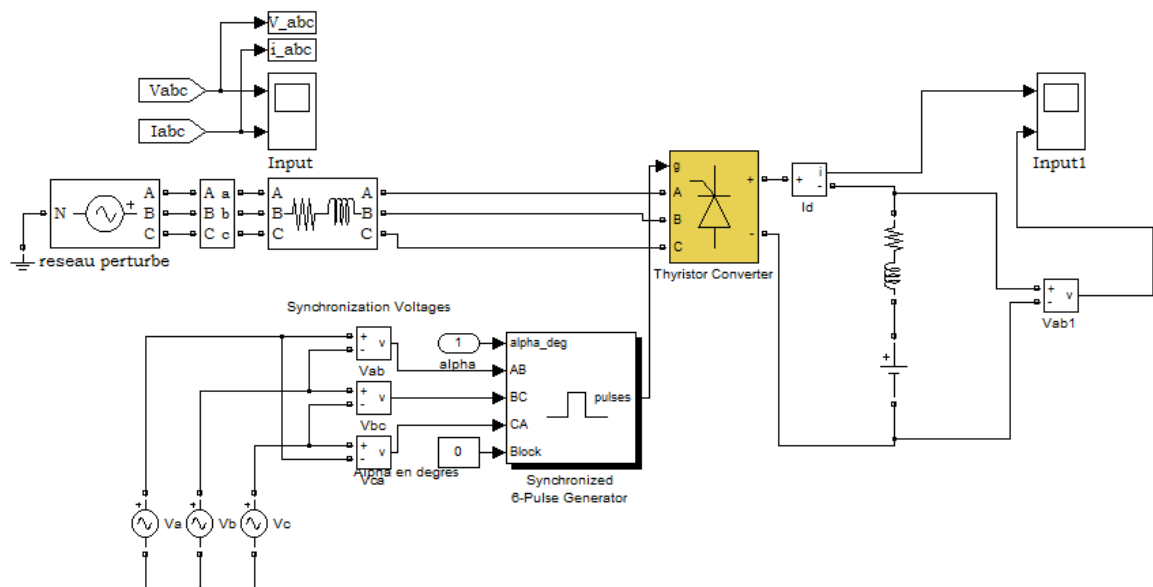 V_abc
i_abc
Vabc
Iabc
Input
Input1
N
+
A
B
C
A a
B b
C c
A
B
C
A
B
C
reseau perturbe
g
A
B
C
+
-
Thyristor Converter
+
i
-
Id
+
-
v
Vab1
+
Synchronization Voltages
+
-
v
Vab
+
-
v
Vbc
+
-
v
Vca
1
alpha
Alpha en degres
0
alpha_deg
AB
BC
CA
Block
pulses
Synchronized
6-Pulse Generator
+
Va
+
Vb
+
Vc